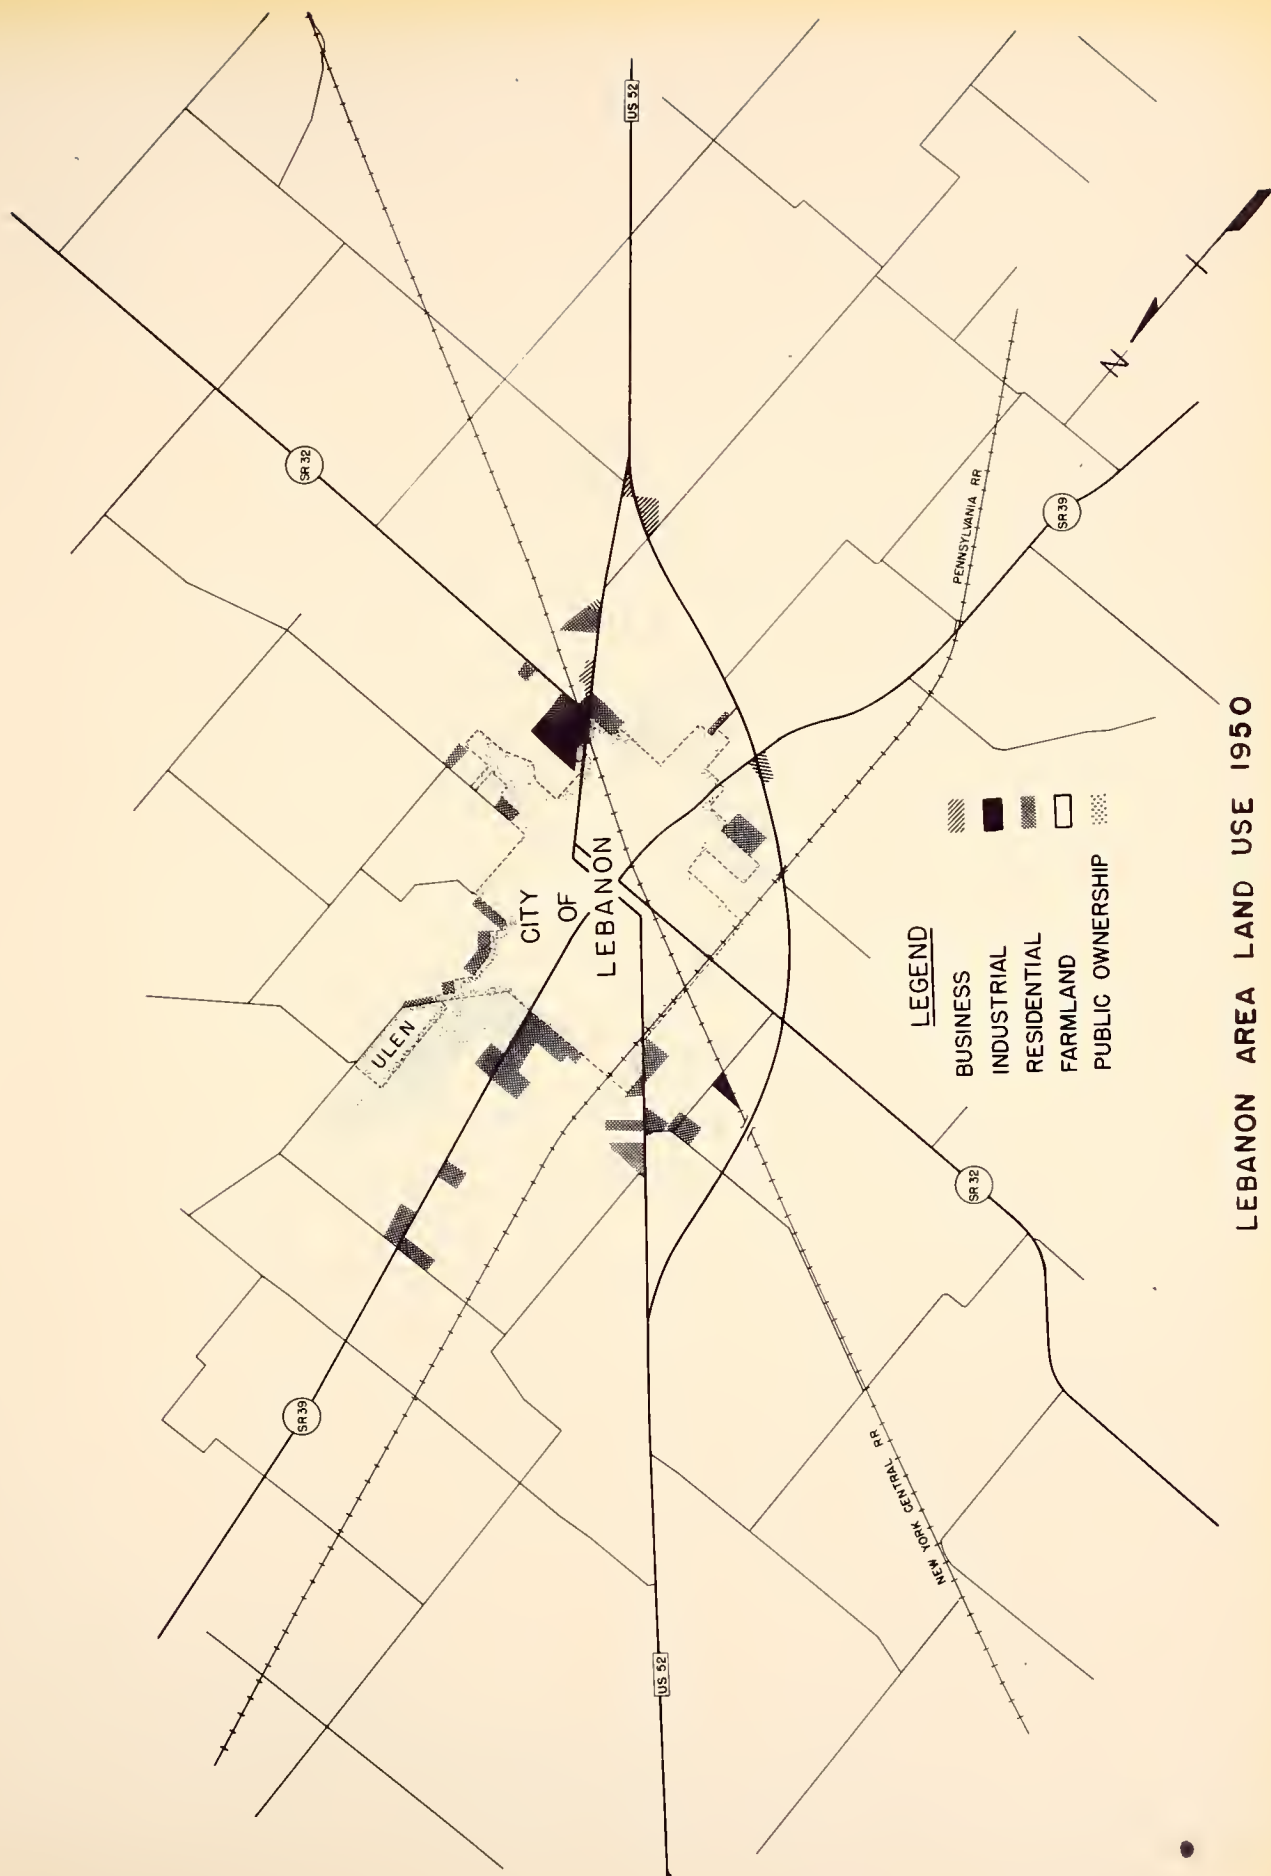 US 52
SR 32
PENNSYLVANIA RR
SR 39
N
CITY
OF
LEBANON
ULEN
LEGEND
BUSINESS
INDUSTRIAL
RESIDENTIAL
FARMLAND
PUBLIC OWNERSHIP
SR 32
SR 39
NEW YORK CENTRAL RR
US 52
LEBANON AREA LAND USE 1950